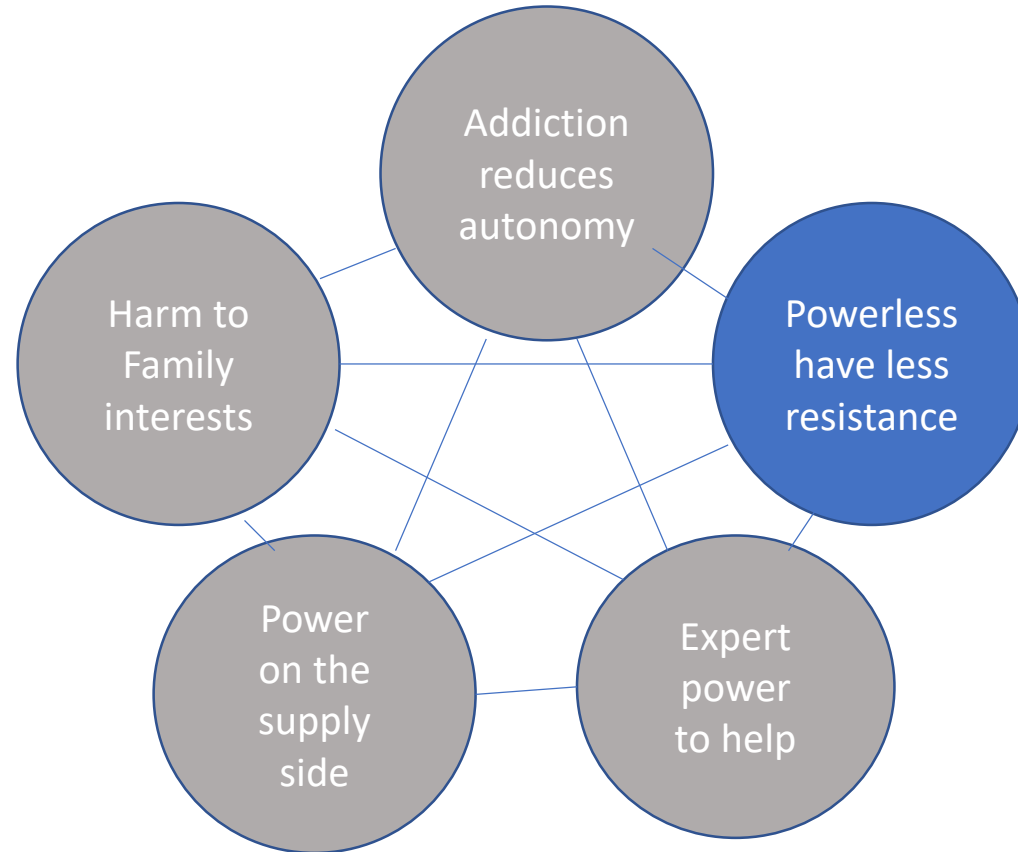 Addiction
reduces
autonomy
Harm to
Family
interests
Powerless
have less
resistance
Power
on the
supply
side
Expert
power
to help